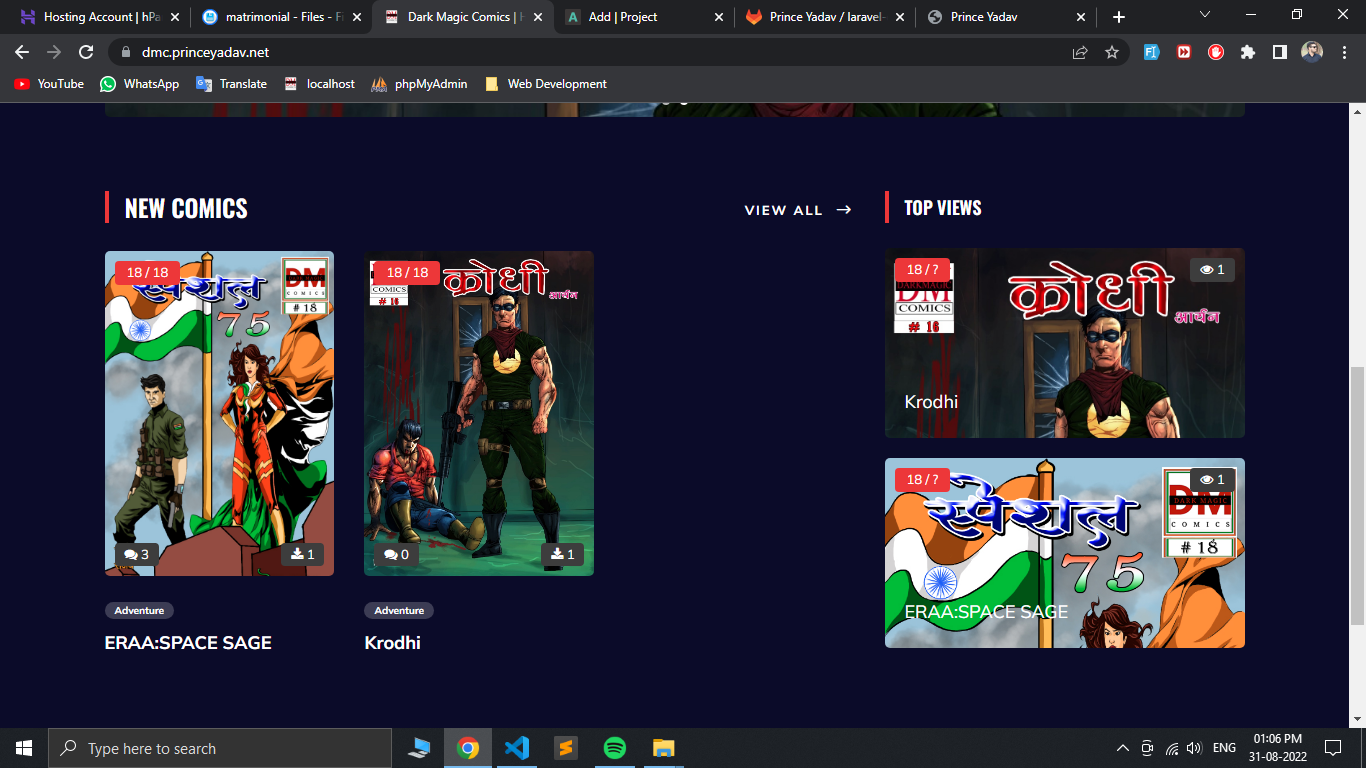 Hosting Account | hPa
matrimonial - Files - Fi
Dark Magic Comics | H
Add | Project
Prince Yadav / laravel-
Prince Yadav
dmc.princeyadav.net
YouTube
WhatsApp
Translate
localhost
phpMyAdmin
Web Development
NEW COMICS
VIEW ALL
18 / 18
स्पेशल
75
DM
COMICS
# 18
3
1
Adventure
ERAA:SPACE SAGE
18 / 18
COMICS
# 16
क्रोधी
आर्यन
0
1
Adventure
Krodhi
TOP VIEWS
18 / ?
1
DM
DARKMAGIC
COMICS
# 16
क्रोधी
आर्यन
Krodhi
18 / ?
1
स्पेशल
75
DM
DARK MAGIC
COMICS
# 18
ERAA:SPACE SAGE
Type here to search
ENG
01:06 PM
31-08-2022